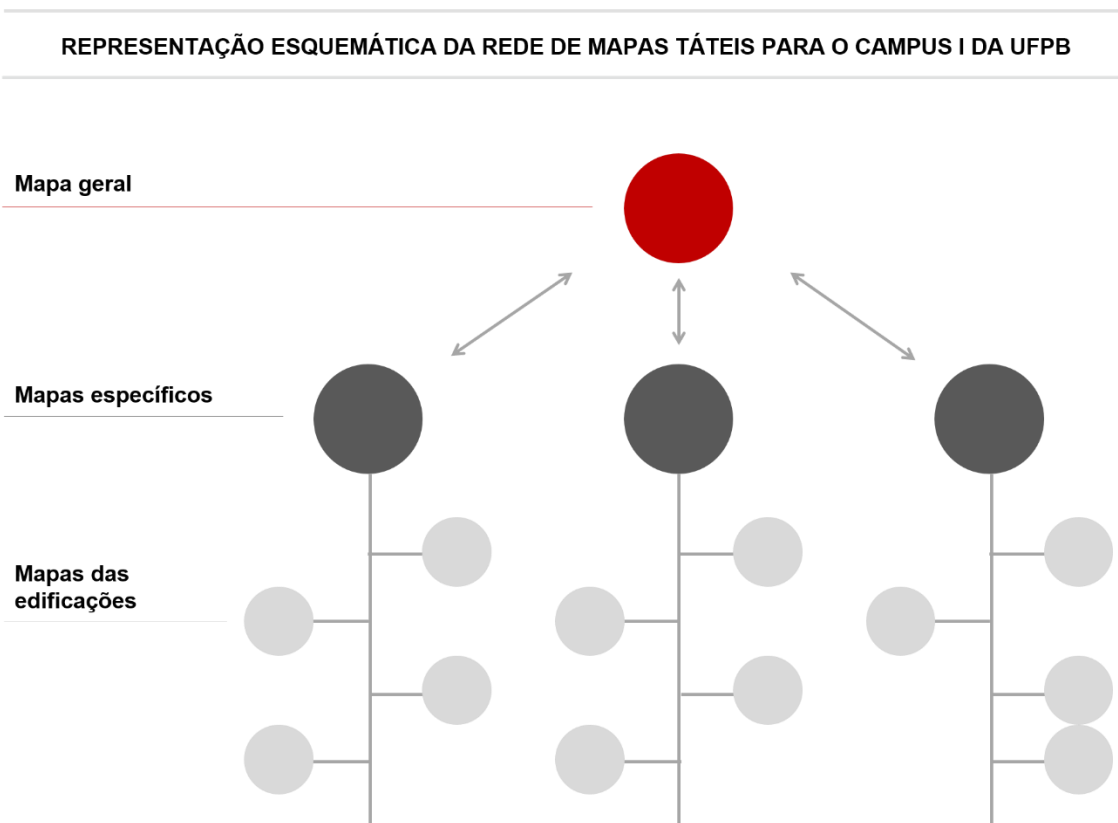 REPRESENTAÇÃO ESQUEMÁTICA DA REDE DE MAPAS TÁTEIS PARA O CAMPUS I DA UFPB
Mapa geral
Mapas específicos
Mapas das
edificações